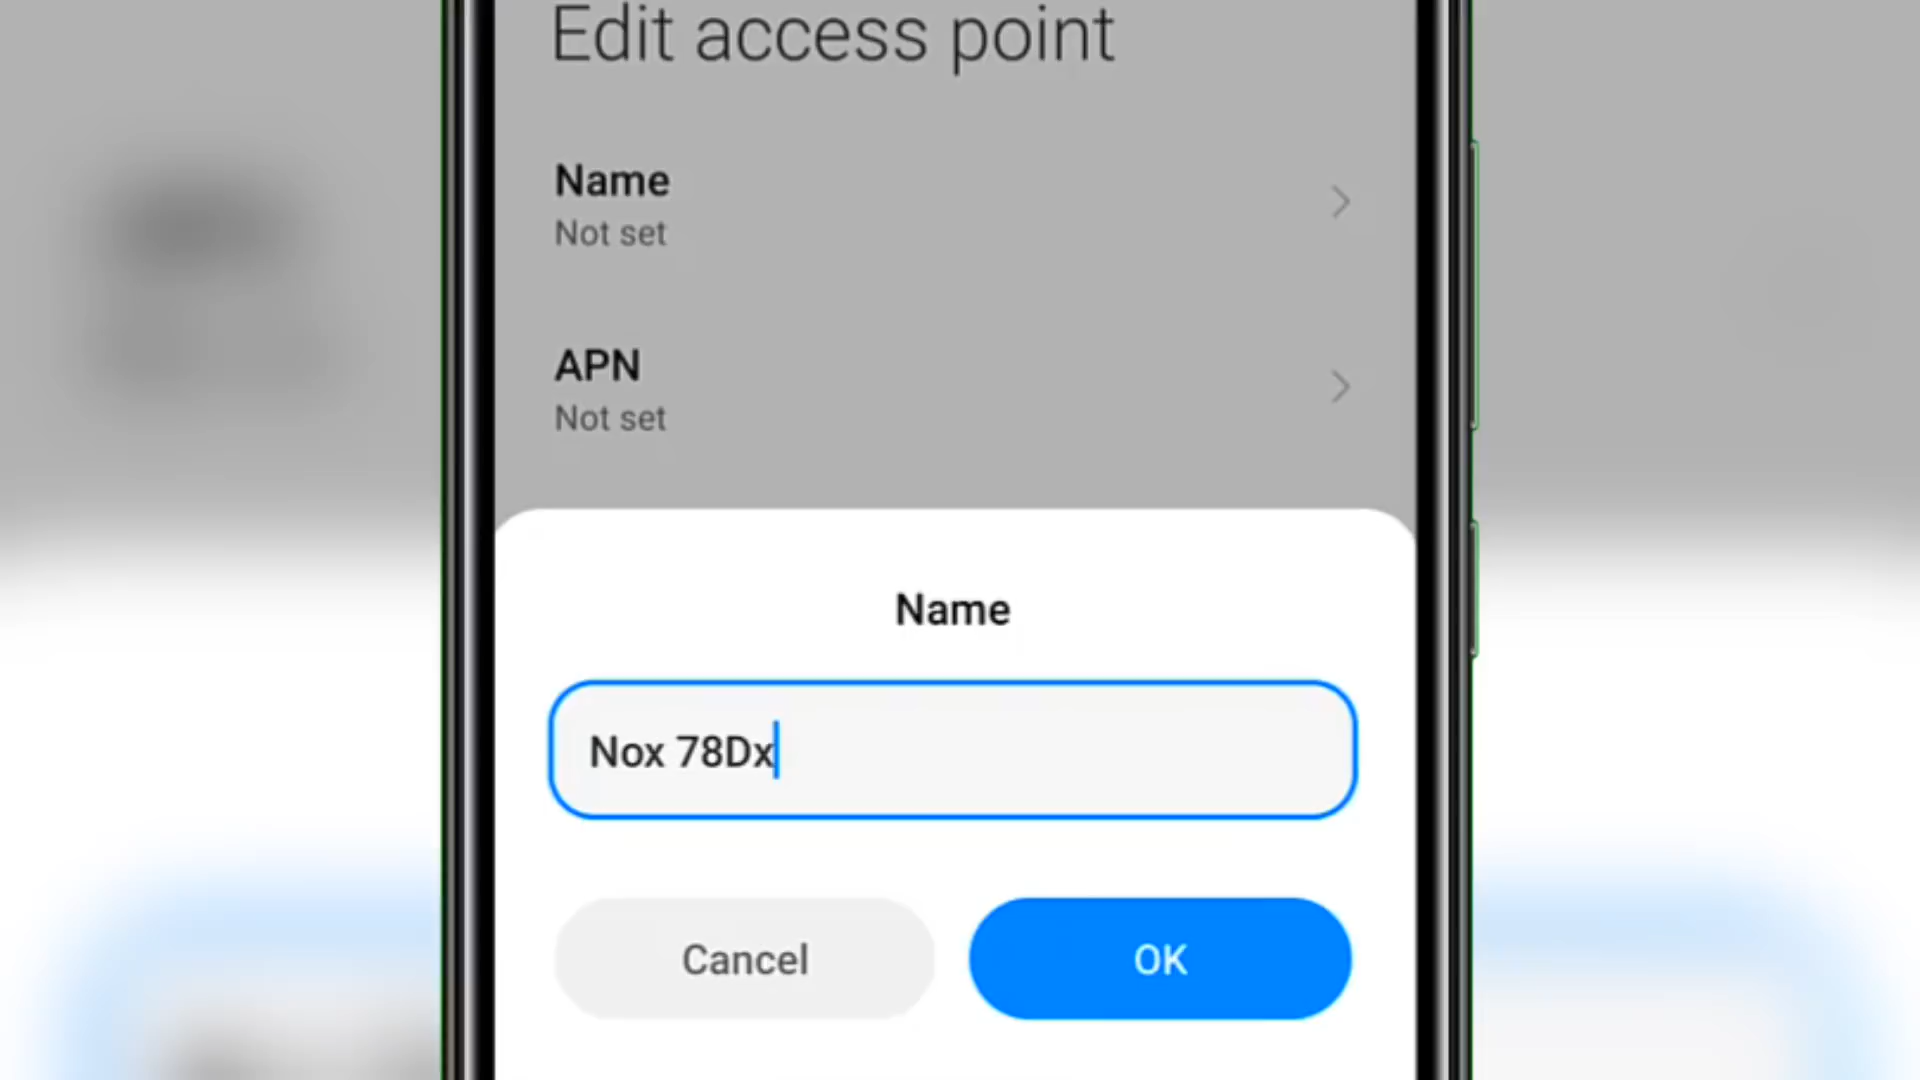 Edit access point
Name
Not set
APN
Not set
Name
Nox 78Dx
Cancel
OK